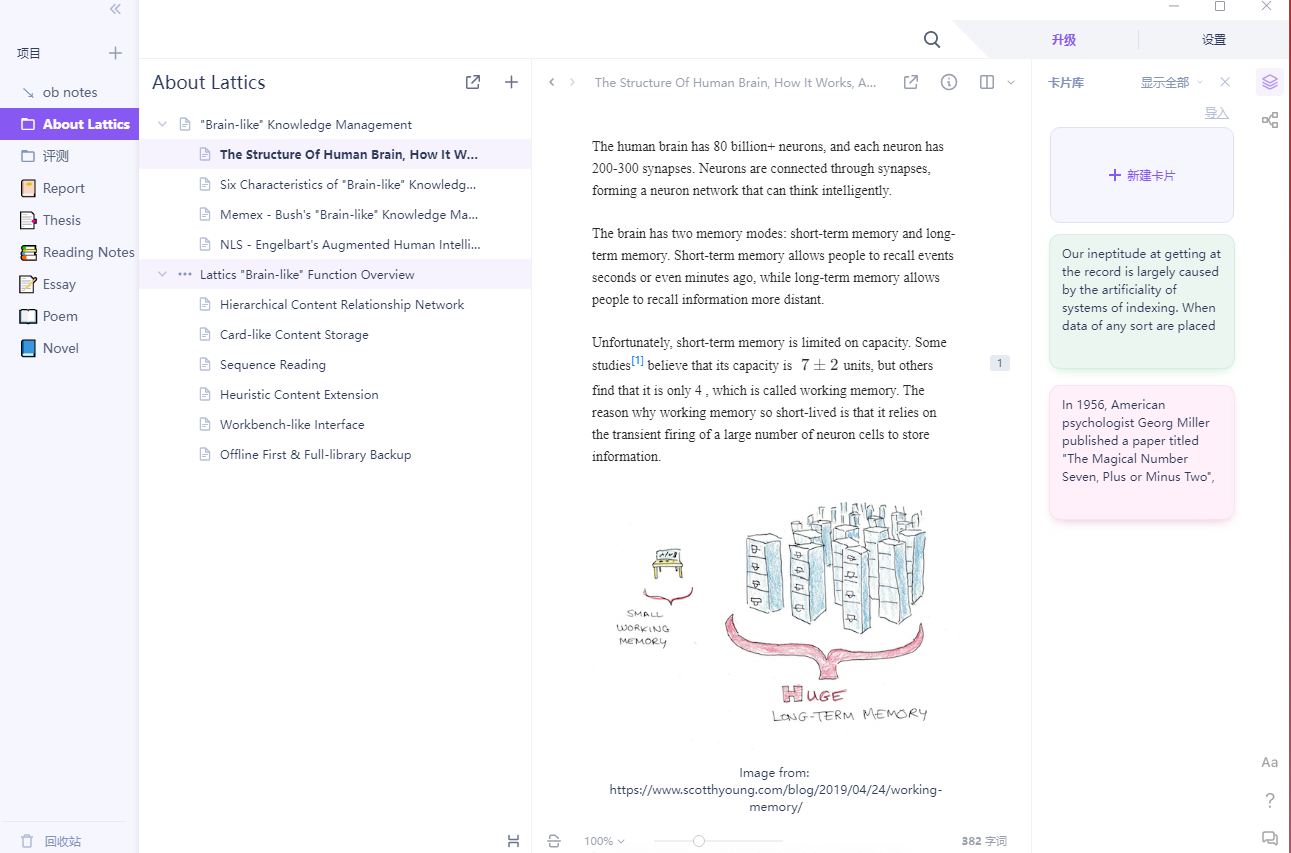 项目
ob notes
About Lattics
评测
Report
Thesis
Reading Notes
Essay
Poem
Novel
回收站
About Lattics
"Brain-like" Knowledge Management
The Structure Of Human Brain, How It W...
Six Characteristics of "Brain-like" Knowledg...
Memex - Bush's "Brain-like" Knowledge Ma...
NLS - Engelbart's Augmented Human Intelli...
Lattics "Brain-like" Function Overview
Hierarchical Content Relationship Network
Card-like Content Storage
Sequence Reading
Heuristic Content Extension
Workbench-like Interface
Offline First & Full-library Backup
升级
设置
The Structure Of Human Brain, How It Works, A...
The human brain has 80 billion+ neurons, and each neuron has
200-300 synapses. Neurons are connected through synapses,
forming a neuron network that can think intelligently.
The brain has two memory modes: short-term memory and long-
term memory. Short-term memory allows people to recall events
seconds or even minutes ago, while long-term memory allows
people to recall information more distant.
Unfortunately, short-term memory is limited on capacity. Some
studies[1] believe that its capacity is 7 ± 2 units, but others
1
find that it is only 4 , which is called working memory. The
reason why working memory so short-lived is that it relies on
the transient firing of a large number of neuron cells to store
information.
SMALL
WORKING
MEMORY
HUGE
LONG-TERM MEMORY
Image from:
https://www.scotthyoung.com/blog/2019/04/24/working-
memory/
100%
382 字词
卡片库
显示全部
导入
新建卡片
Our ineptitude at getting at
the record is largely caused
by the artificiality of
systems of indexing. When
data of any sort are placed
In 1956, American
psychologist Georg Miller
published a paper titled
"The Magical Number
Seven, Plus or Minus Two",
Aa
?